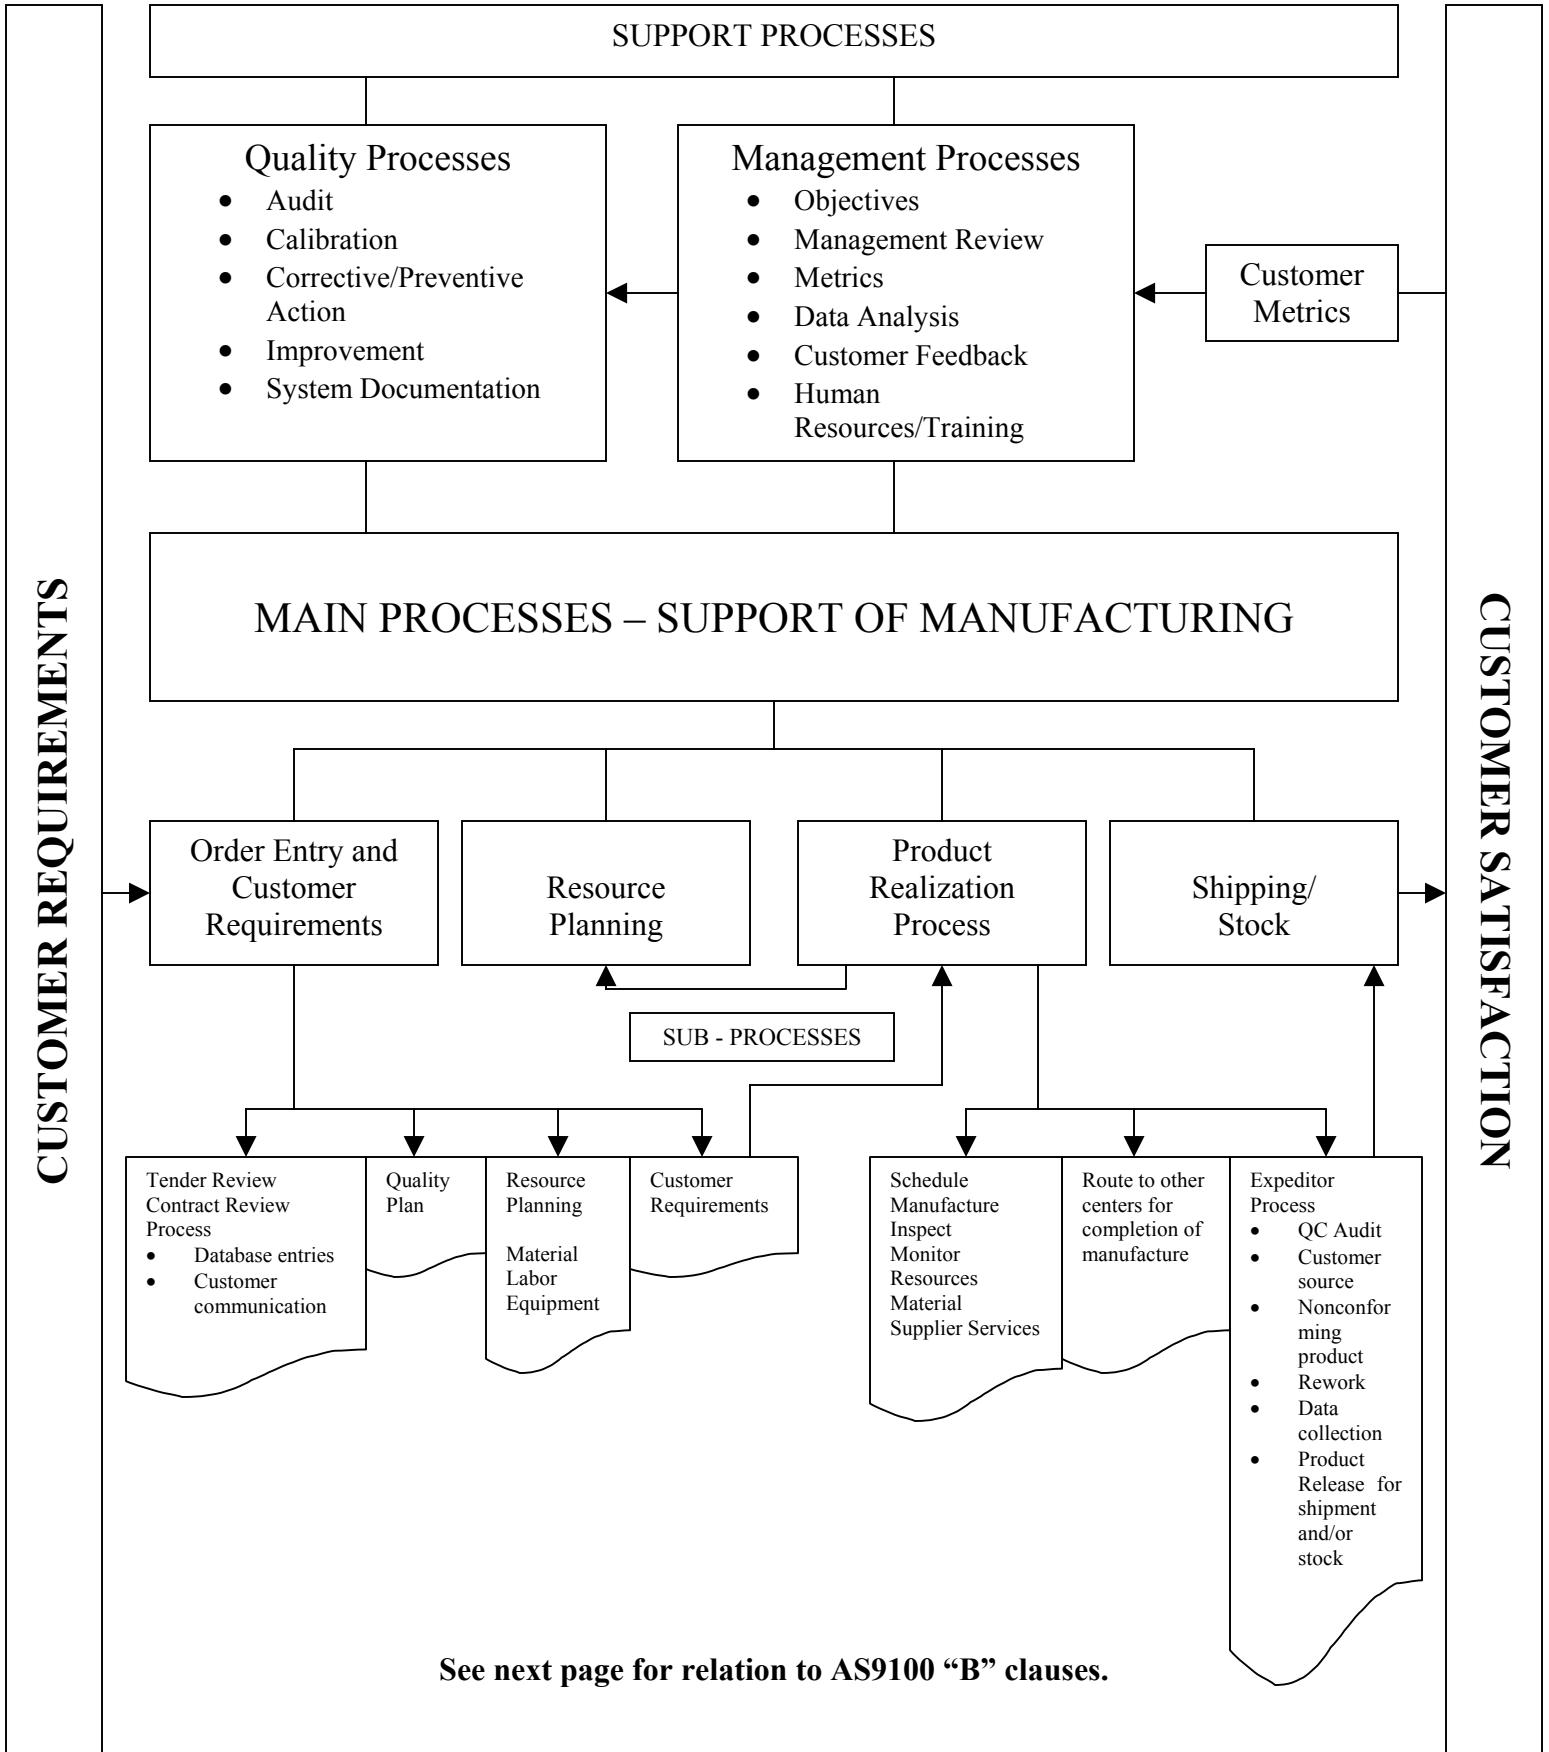 SUPPORT PROCESSES
Quality Processes
• Audit
• Calibration
• Corrective/Preventive
Action
• Improvement
• System Documentation
Management Processes
• Objectives
• Management Review
• Metrics
• Data Analysis
• Customer Feedback
• Human
Resources/Training
Customer
Metrics
CUSTOMER REQUIREMENTS
MAIN PROCESSES – SUPPORT OF MANUFACTURING
CUSTOMER SATISFACTION
Order Entry and
Customer
Requirements
Resource
Planning
Product
Realization
Process
Shipping/
Stock
SUB - PROCESSES
Tender Review
Contract Review
Process
• Database entries
• Customer
communication
Quality
Plan
Resource
Planning
Material
Labor
Equipment
Customer
Requirements
Schedule
Manufacture
Inspect
Monitor
Resources
Material
Supplier Services
Route to other
centers for
completion of
manufacture
Expeditor
Process
• QC Audit
• Customer
source
• Nonconfor
ming
product
• Rework
• Data
collection
• Product
Release for
shipment
and/or
stock
See next page for relation to AS9100 “B” clauses.